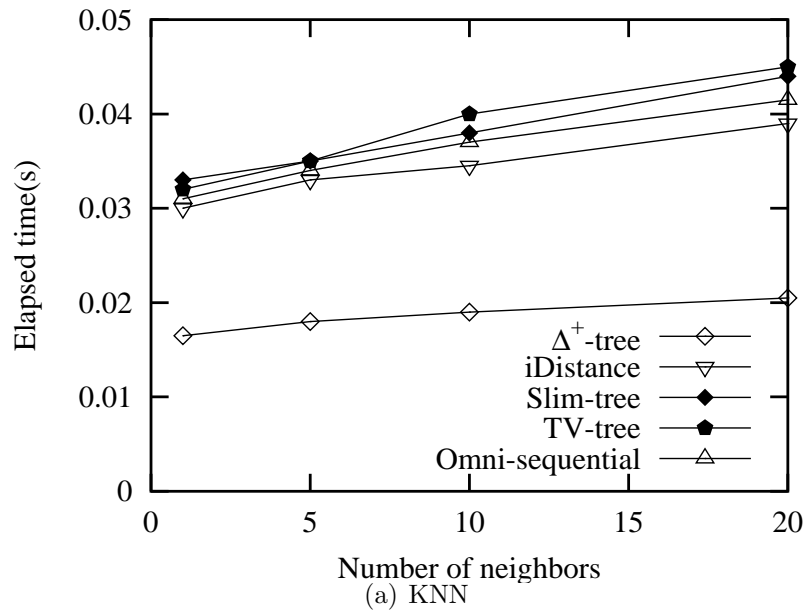 0.05
0.04
0.03
0.02
0.01
0
Elapsed time(s)
Δ⁺-tree
iDistance
Slim-tree
TV-tree
Omni-sequential
0 5 10 15 20
Number of neighbors
(a) KNN